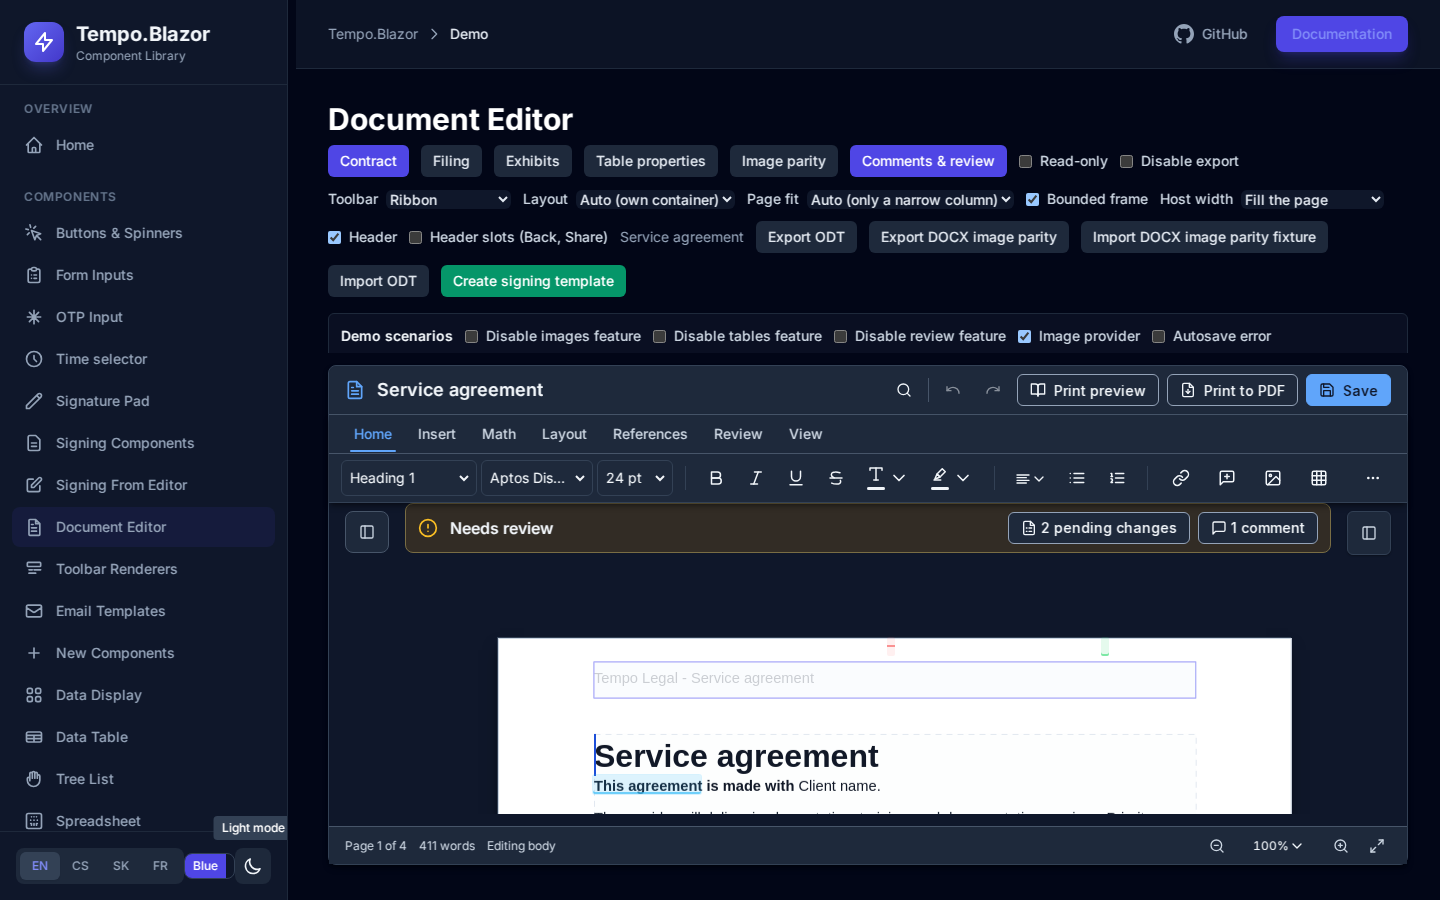 Tempo.Blazor
Component Library
OVERVIEW
Home
COMPONENTS
Buttons & Spinners
Form Inputs
OTP Input
Time selector
Signature Pad
Signing Components
Signing From Editor
Document Editor
Toolbar Renderers
Email Templates
New Components
Data Display
Data Table
Tree List
Spreadsheet
Light mode
EN CS SK FR Blue
Tempo.Blazor > Demo
GitHub Documentation
Document Editor
Contract Filing Exhibits Table properties Image parity Comments & review Read-only Disable export
Toolbar Ribbon Layout Auto (own container) Page fit Auto (only a narrow column) Bounded frame Host width Fill the page
Header Header slots (Back, Share) Service agreement Export ODT Export DOCX image parity Import DOCX image parity fixture
Import ODT Create signing template
Demo scenarios Disable images feature Disable tables feature Disable review feature Image provider Autosave error
Service agreement Print preview Print to PDF Save
Home Insert Math Layout References Review View
Heading 1 Aptos Dis... 24 pt
Needs review 2 pending changes 1 comment
Tempo Legal - Service agreement
Service agreement
This agreement is made with Client name.
Page 1 of 4 411 words Editing body 100%